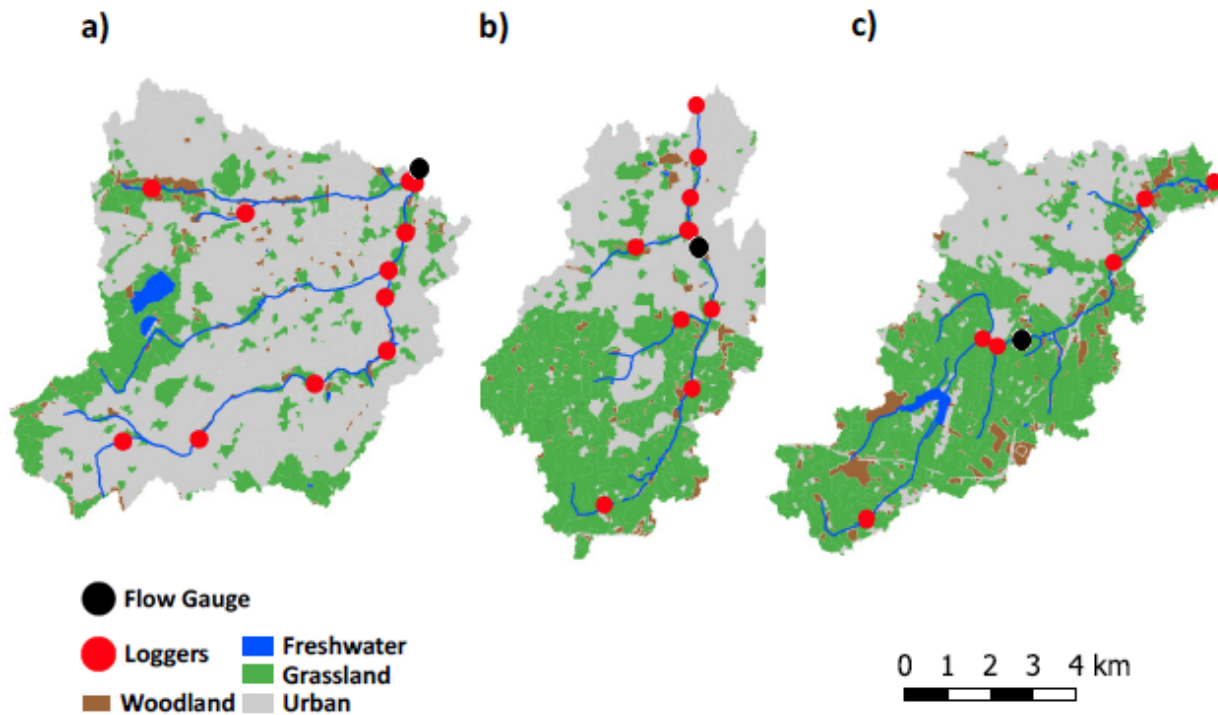 a)
b)
c)
Flow Gauge
Loggers
Freshwater
Grassland
Woodland
Urban
0 1 2 3 4 km